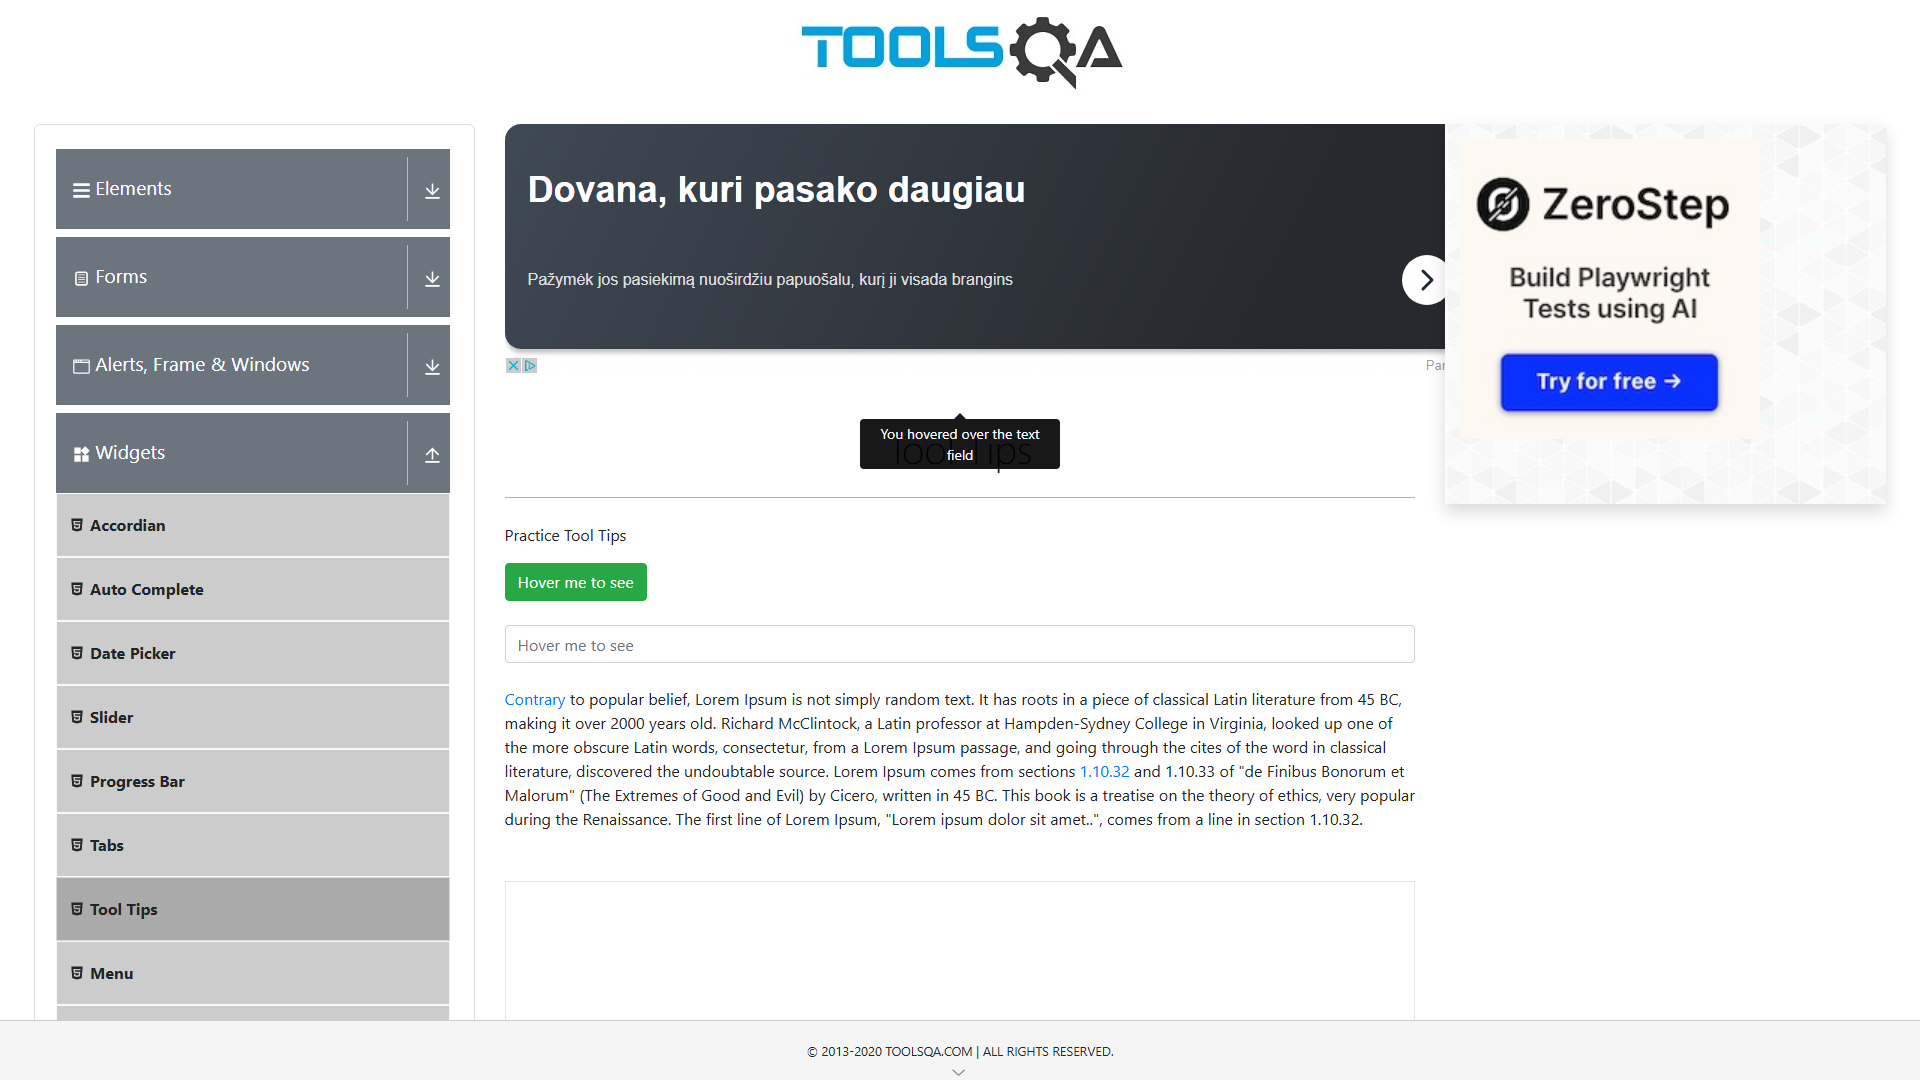 TOOLSQA
Elements
Forms
Alerts, Frame & Windows
Widgets
Accordian
Auto Complete
Date Picker
Slider
Progress Bar
Tabs
Tool Tips
Menu
Dovana, kuri pasako daugiau
Pažymėk jos pasiekimą nuoširdžiu papuošalu, kurį ji visada brangins
Par
ZeroStep
Build Playwright
Tests using AI
Try for free →
You hovered over the text
field
Tool Tips
Practice Tool Tips
Hover me to see
Hover me to see
Contrary to popular belief, Lorem Ipsum is not simply random text. It has roots in a piece of classical Latin literature from 45 BC,
making it over 2000 years old. Richard McClintock, a Latin professor at Hampden-Sydney College in Virginia, looked up one of
the more obscure Latin words, consectetur, from a Lorem Ipsum passage, and going through the cites of the word in classical
literature, discovered the undoubtable source. Lorem Ipsum comes from sections 1.10.32 and 1.10.33 of "de Finibus Bonorum et
Malorum" (The Extremes of Good and Evil) by Cicero, written in 45 BC. This book is a treatise on the theory of ethics, very popular
during the Renaissance. The first line of Lorem Ipsum, "Lorem ipsum dolor sit amet..", comes from a line in section 1.10.32.
© 2013-2020 TOOLSQA.COM | ALL RIGHTS RESERVED.